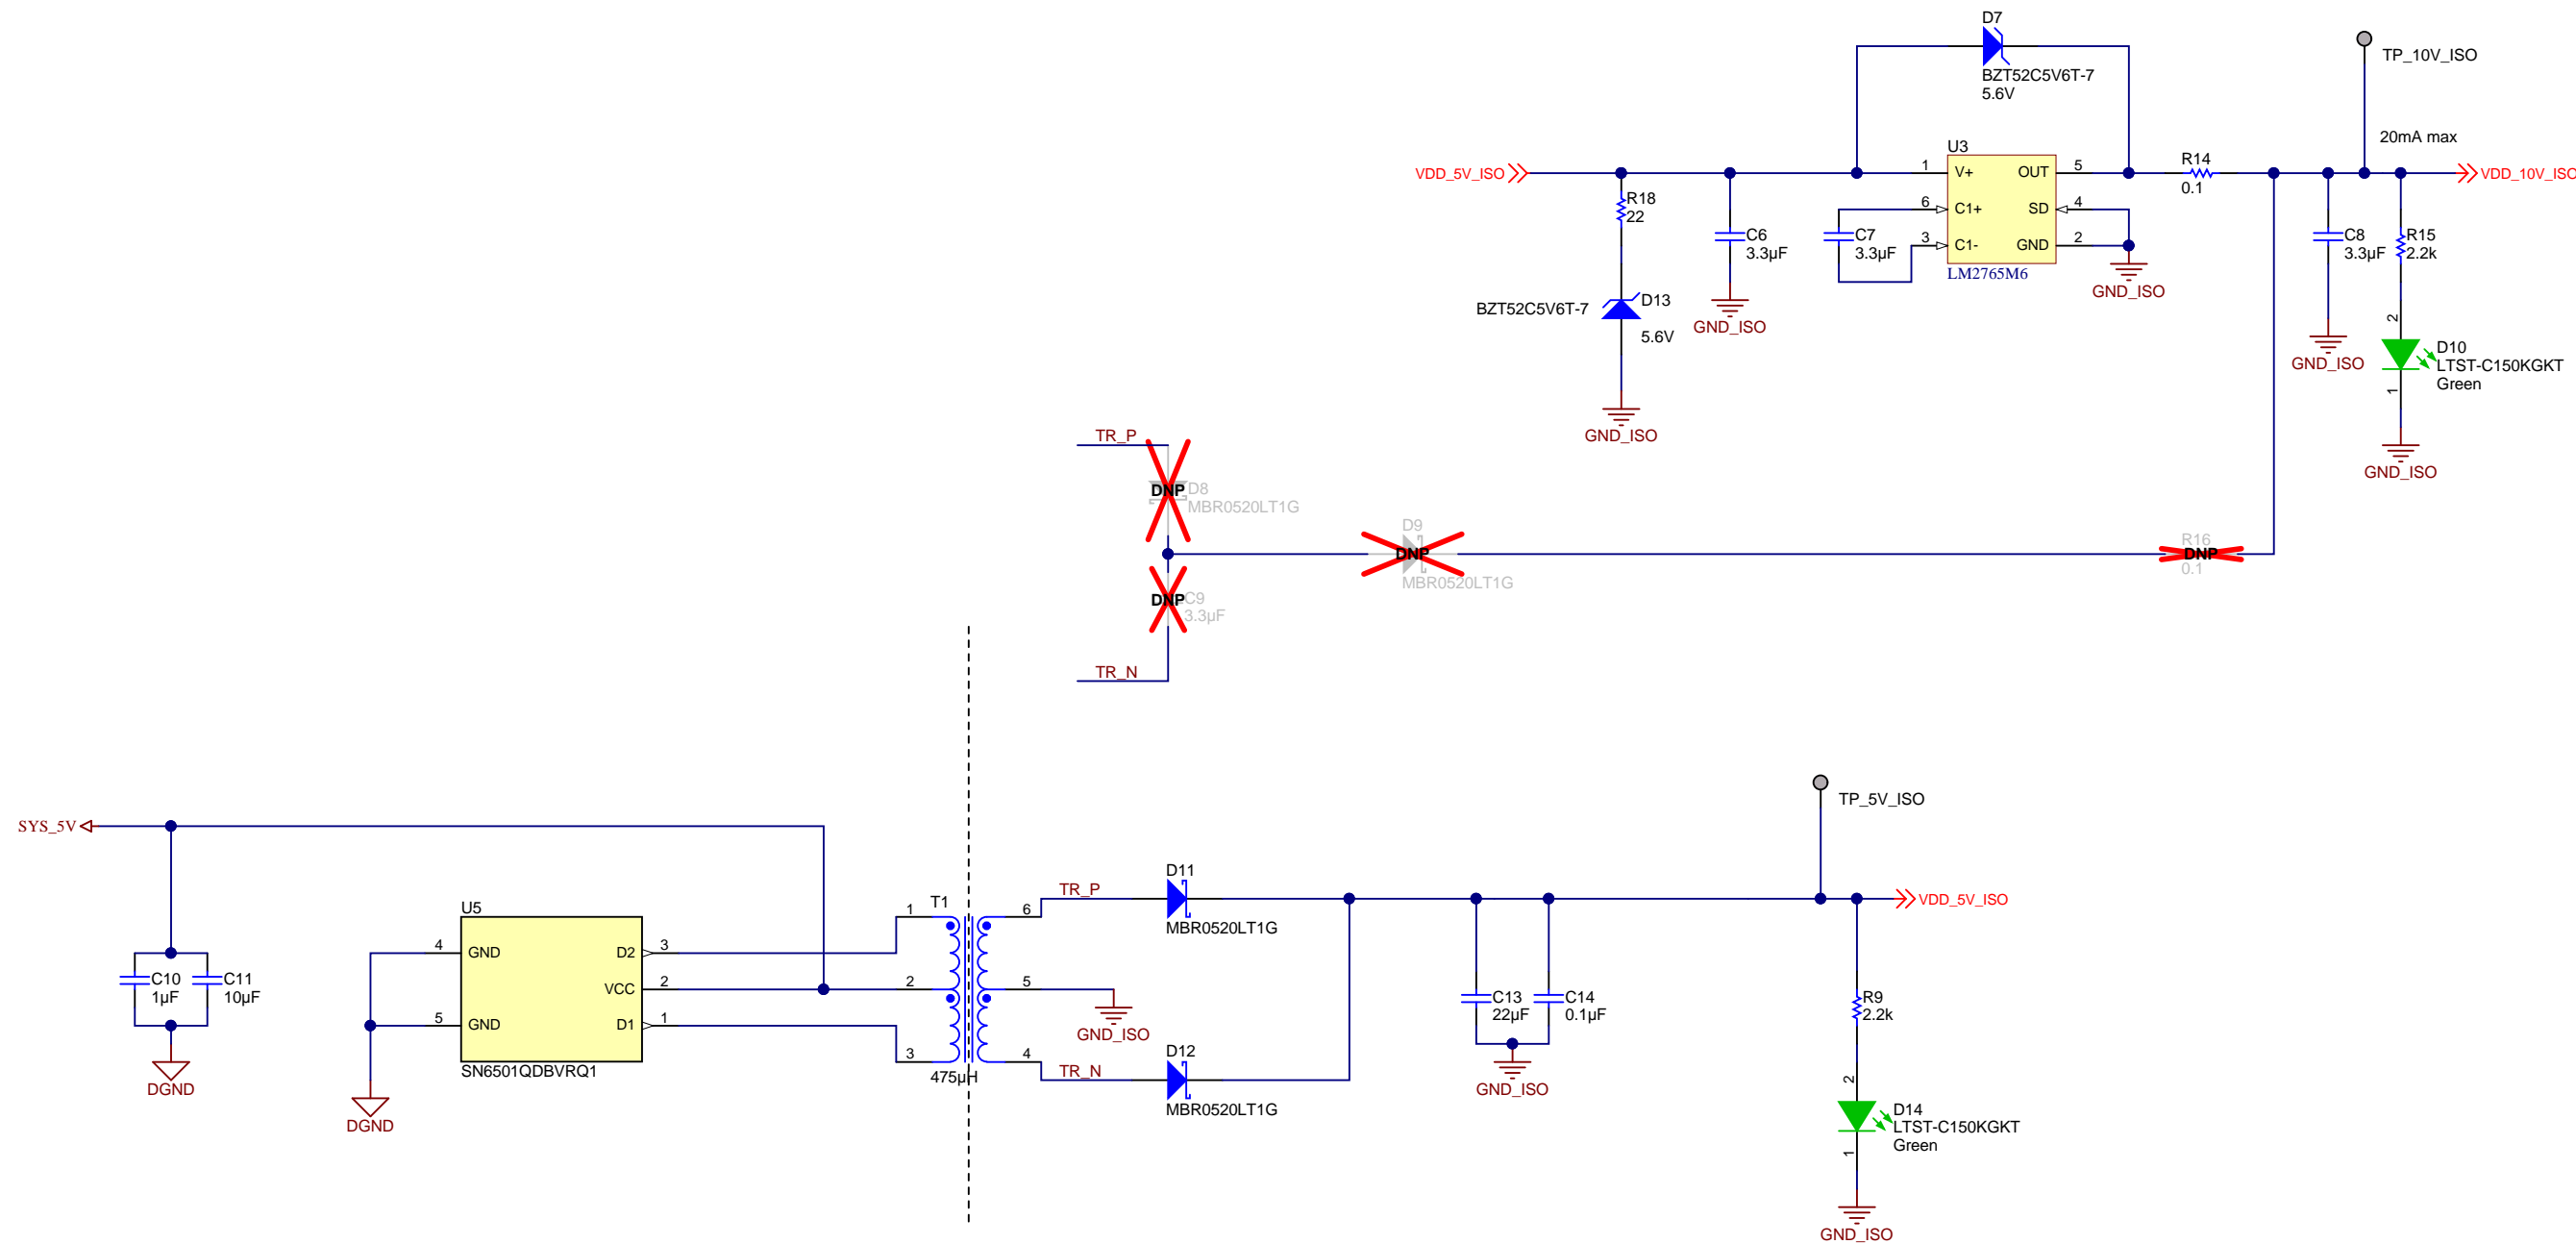 D7
BZT52C5V6T-7
5.6V
TP_10V_ISO
20mA max
VDD_5V_ISO
U3
1
V+
OUT
5
6
C1+
SD
4
3
C1-
GND
2
LM2765M6
R14
0.1
VDD_10V_ISO
R18
22
C6
3.3µF
C7
3.3µF
C8
3.3µF
R15
2.2k
GND_ISO
BZT52C5V6T-7
D13
5.6V
GND_ISO
GND_ISO
2
D10
LTST-C150KGKT
Green
1
GND_ISO
GND_ISO
TR_P
DNP
D8
MBR0520LT1G
D9
DNP
MBR0520LT1G
R16
DNP
0.1
DNP
C9
3.3µF
TR_N
TP_5V_ISO
SYS_5V
C10
1µF
C11
10µF
DGND
U5
4
GND
D2
3
VCC
2
5
GND
D1
1
SN6501QDBVRQ1
DGND
T1
1
2
3
6
5
4
475µH
TR_P
D11
MBR0520LT1G
GND_ISO
TR_N
D12
MBR0520LT1G
VDD_5V_ISO
C13
22µF
C14
0.1µF
GND_ISO
R9
2.2k
2
D14
LTST-C150KGKT
Green
1
GND_ISO